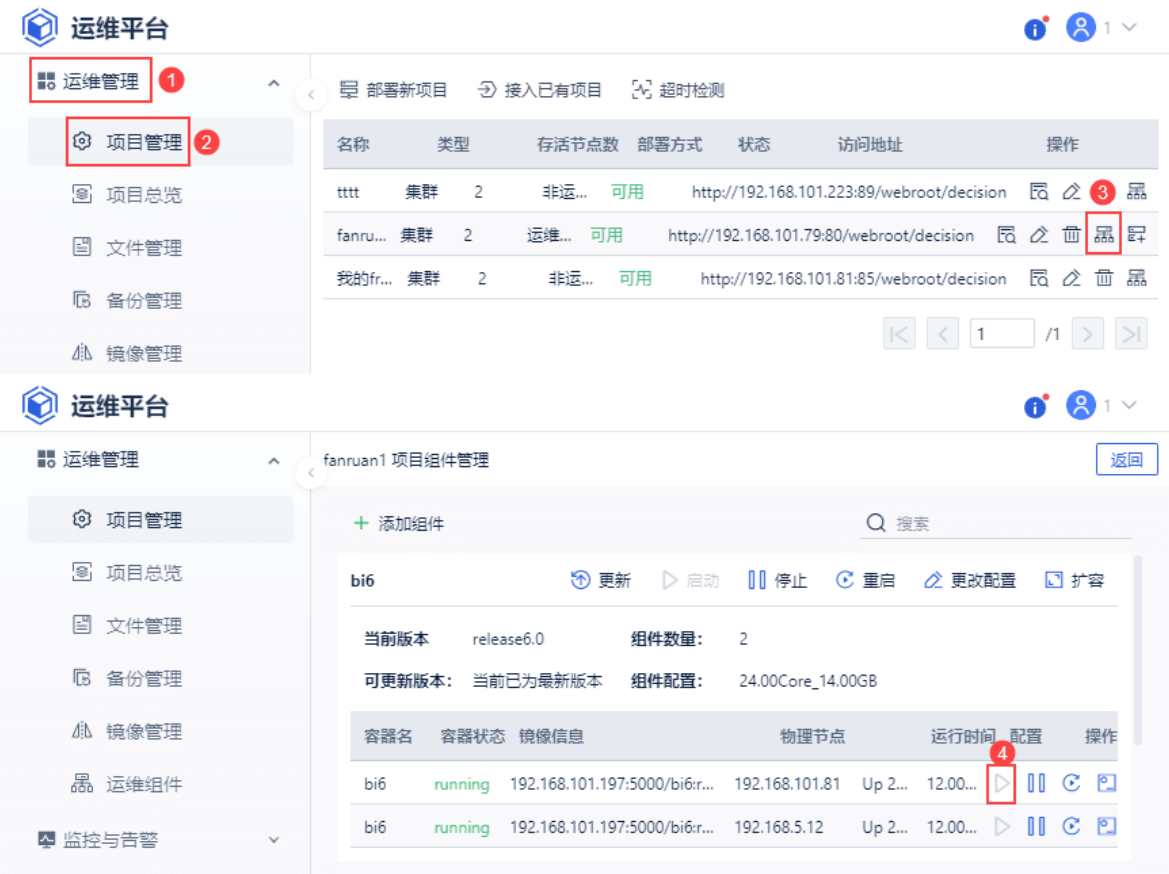 运维平台
1
运维管理 1
部署新项目 接入已有项目 超时检测
项目管理 2
名称 类型 存活节点数 部署方式 状态 访问地址 操作
项目总览
tttt 集群 2 非运... 可用 http://192.168.101.223:89/webroot/decision 3
文件管理
fanru... 集群 2 运维... 可用 http://192.168.101.79:80/webroot/decision
备份管理
我的fr... 集群 2 非运... 可用 http://192.168.101.81:85/webroot/decision
镜像管理
1 /1
运维平台
1
运维管理
fanruan1 项目组件管理 返回
项目管理
添加组件 搜索
项目总览
bi6 更新 启动 停止 重启 更改配置 扩容
文件管理
当前版本 release6.0 组件数量： 2
备份管理
可更新版本： 当前已为最新版本 组件配置： 24.00Core_14.00GB
镜像管理
容器名 容器状态 镜像信息 物理节点 运行时间 配置 操作
4
运维组件
bi6 running 192.168.101.197:5000/bi6:r... 192.168.101.81 Up 2... 12.00...
监控与告警
bi6 running 192.168.101.197:5000/bi6:r... 192.168.5.12 Up 2... 12.00...